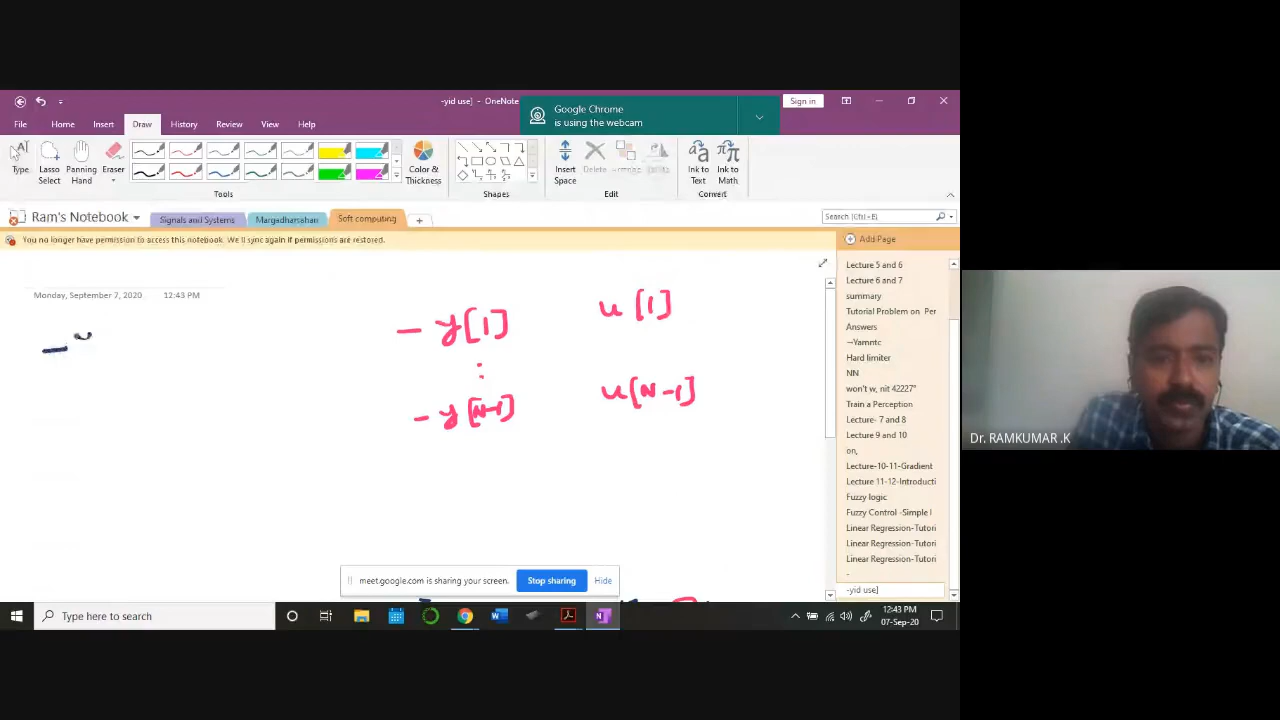 -yid use] - OneNote
Google Chrome
is using the webcam
Sign in
File Home Insert Draw History Review View Help
Type
Lasso Select
Panning Hand
Eraser
Color & Thickness
Insert Space
Delete
Ink to Text
Ink to Math
Tools
Shapes
Edit
Convert
Ram's Notebook
Signals and Systems
Margadharshan
Soft computing
Search (Ctrl+E)
You no longer have permission to access this notebook. We'll sync again if permissions are restored.
Add Page
Monday, September 7, 2020 12:43 PM
- y[1] u[1]
:
- y[N-1] u[N-1]
Lecture 5 and 6
Lecture 6 and 7
summary
Tutorial Problem on Per
Answers
¬Yamntc
Hard limiter
NN
won't w, nit 42227"
Train a Perception
Lecture- 7 and 8
Lecture 9 and 10
on,
Lecture-10-11-Gradient
Lecture 11-12-Introducti
Fuzzy logic
Fuzzy Control -Simple I
Linear Regression-Tutori
Linear Regression-Tutori
Linear Regression-Tutori
-
-yid use]
Dr. RAMKUMAR .K
meet.google.com is sharing your screen. Stop sharing Hide
Type here to search
12:43 PM
07-Sep-20